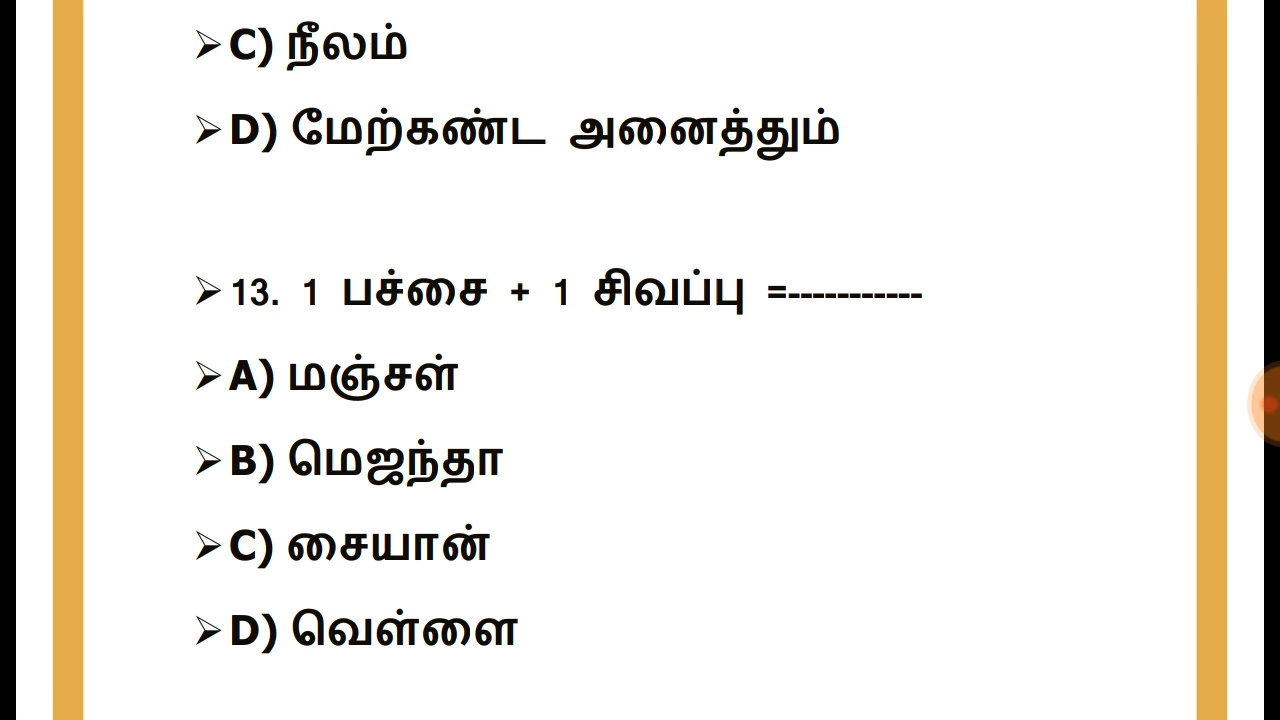 ➢C) நீலம்
➢D) மேற்கண்ட அனைத்தும்
➢13. 1 பச்சை + 1 சிவப்பு =-----------
➢A) மஞ்சள்
➢B) மெஜந்தா
➢C) சையான்
➢D) வெள்ளை